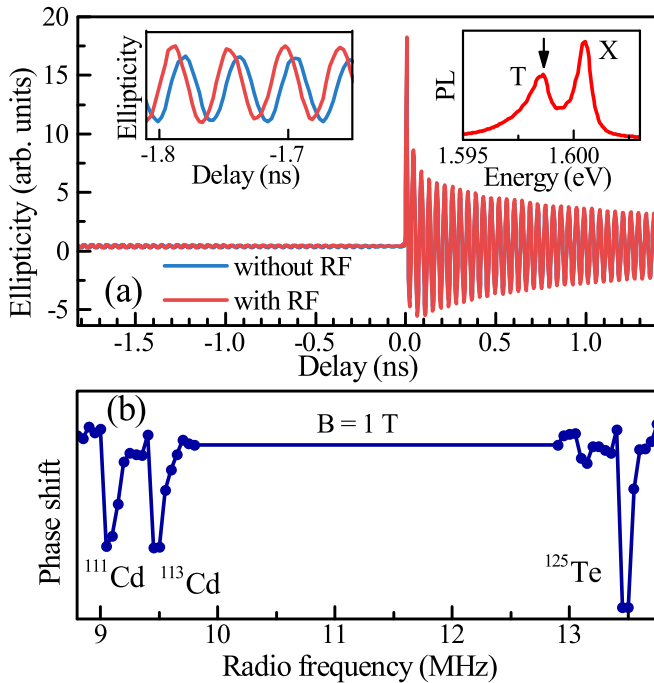 20
15
10
5
0
-5
Ellipticity (arb. units)
Ellipticity
-1.8
-1.7
Delay (ns)
PL
T
X
1.595
1.600
Energy (eV)
(a)
without RF
with RF
-1.5
-1.0
-0.5
0.0
0.5
1.0
Delay (ns)
(b)
B = 1 T
Phase shift
¹¹¹Cd
¹¹³Cd
¹²⁵Te
9
10
11
12
13
Radio frequency (MHz)